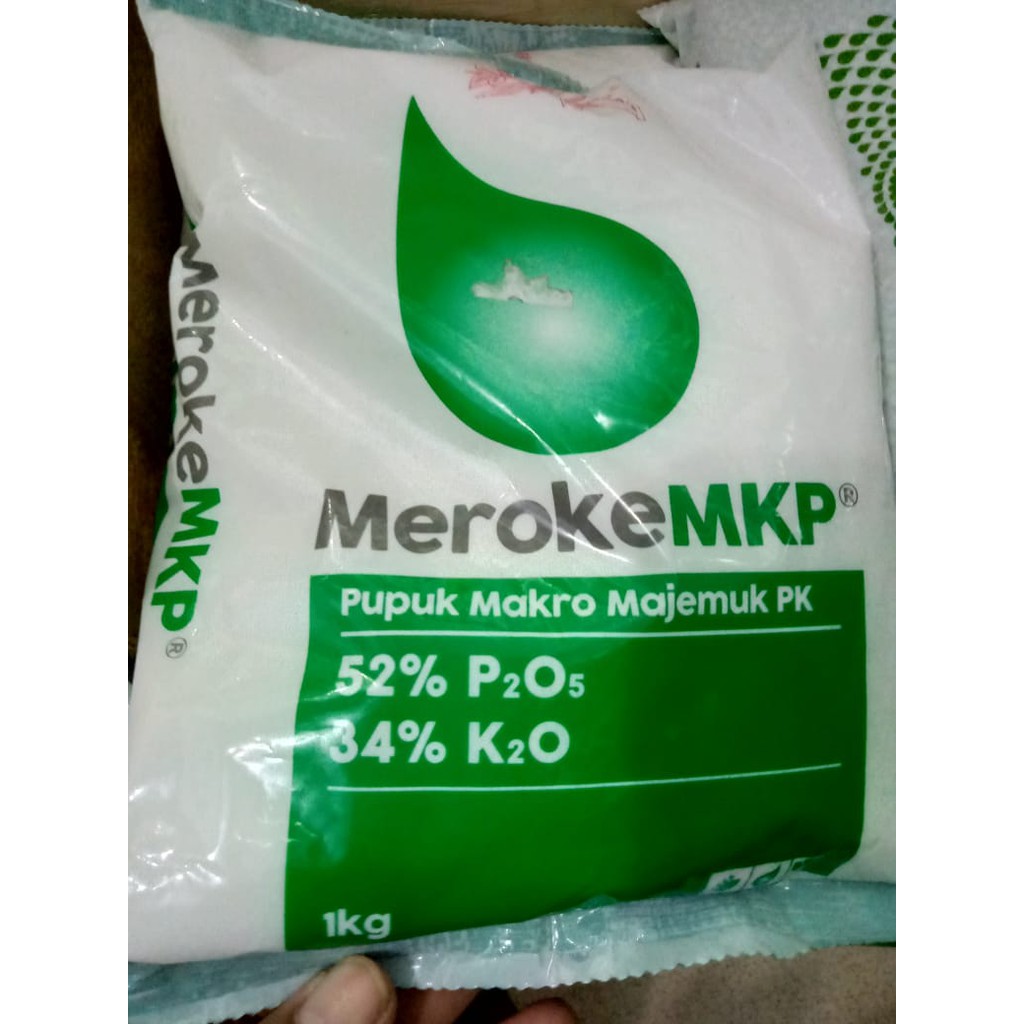 MerokeMKP®
MerokeMKP®
Pupuk Makro Majemuk PK
52% P₂O₅
34% K₂O
1kg